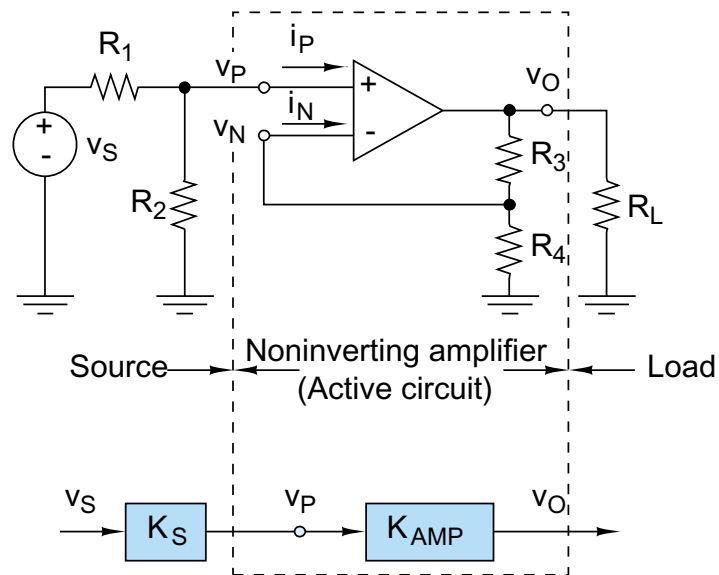 R1
iP
vP
+
vO
iN
vN
-
+
-
vS
R3
R2
RL
R4
Source
Noninverting amplifier
(Active circuit)
Load
vS
vP
vO
KS
KAMP